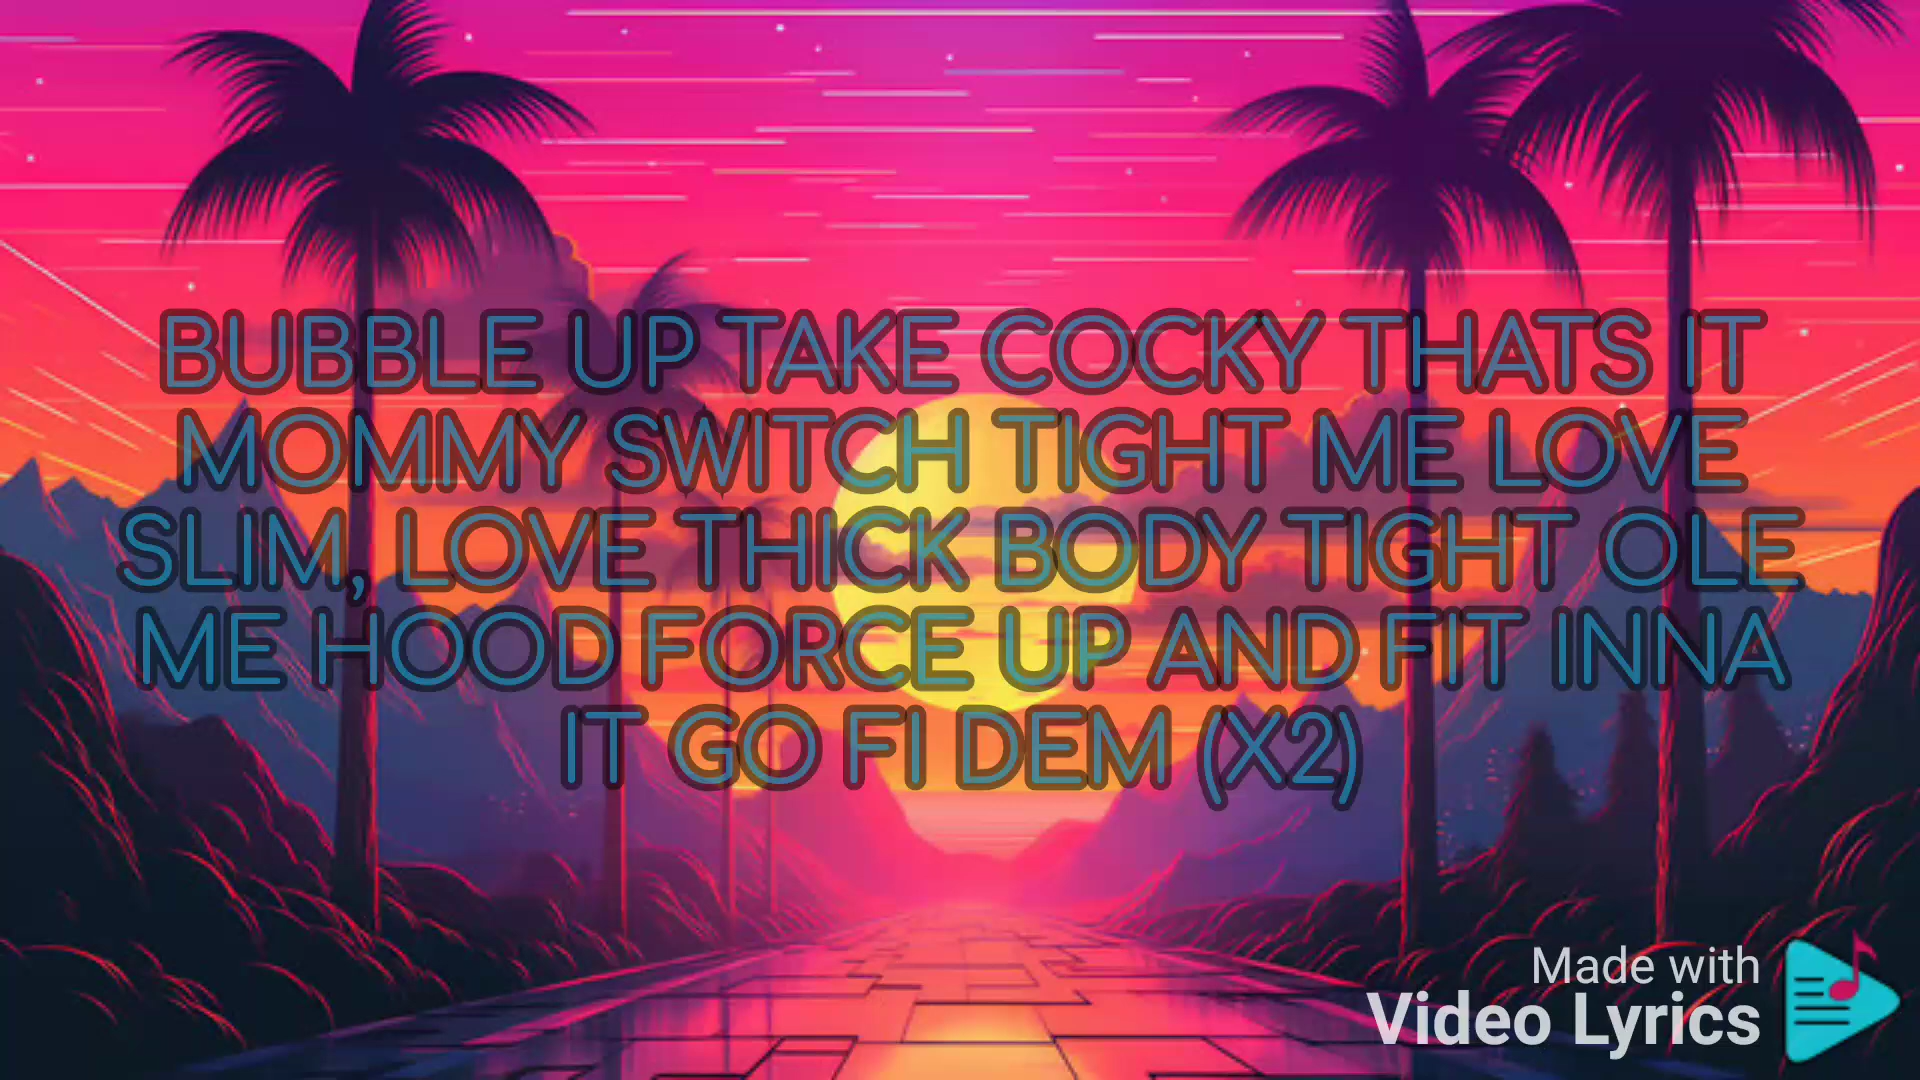 BUBBLE UP TAKE COCKY THATS IT
MOMMY SWITCH TIGHT ME LOVE
SLIM, LOVE THICK BODY TIGHT OLE
ME HOOD FORCE UP AND FIT INNA
IT GO FI DEM (X2)
Made with
Video Lyrics